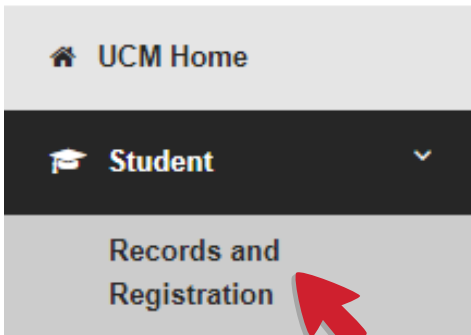 UCM Home
Student
Records and
Registration